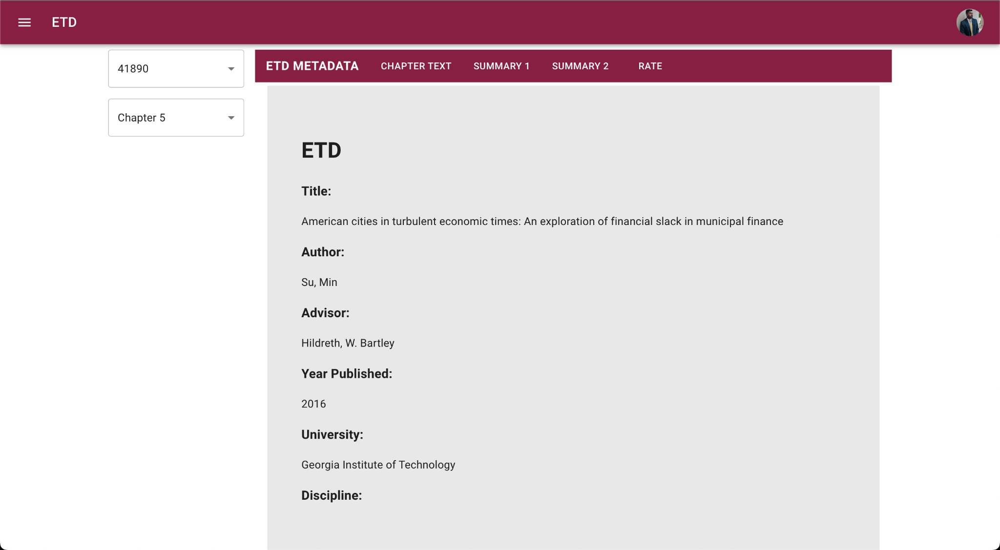 ETD
41890
Chapter 5
ETD METADATA CHAPTER TEXT SUMMARY 1 SUMMARY 2 RATE
ETD
Title:
American cities in turbulent economic times: An exploration of financial slack in municipal finance
Author:
Su, Min
Advisor:
Hildreth, W. Bartley
Year Published:
2016
University:
Georgia Institute of Technology
Discipline: